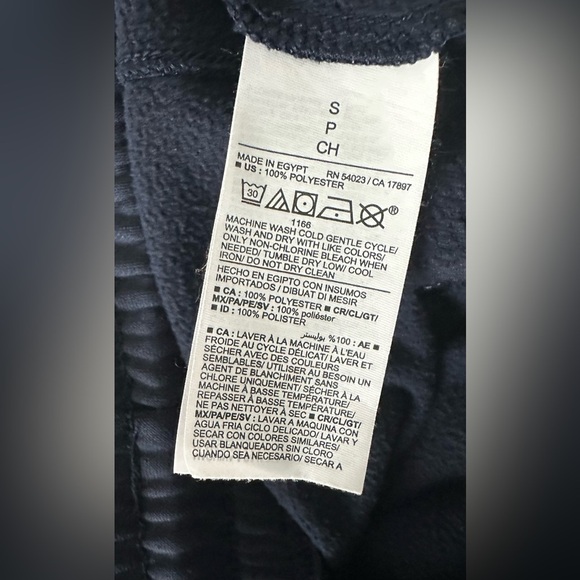 S
P
CH
MADE IN EGYPT RN 54023 / CA 17897
■ US : 100% POLYESTER
30 ®
1166
MACHINE WASH COLD GENTLE CYCLE/
WASH AND DRY WITH LIKE COLORS/
ONLY NON-CHLORINE BLEACH WHEN
NEEDED/ TUMBLE DRY LOW/ COOL
IRON/ DO NOT DRY CLEAN
HECHO EN EGIPTO CON INSUMOS
IMPORTADOS / DIBUAT DI MESIR
■ CA : 100% POLYESTER ■ CR/CL/GT/
MX/PA/PE/SV : 100% poliéster
■ ID : 100% POLISTER
■ AE : 100% بوليستر
■ CA : LAVER À LA MACHINE À L'EAU
FROIDE AU CYCLE DÉLICAT/ LAVER ET
SÉCHER AVEC DES COULEURS
SEMBLABLES/ UTILISER AU BESOIN UN
AGENT DE BLANCHIMENT SANS
CHLORE UNIQUEMENT/ SÉCHER À LA
MACHINE À BASSE TEMPÉRATURE/
REPASSER À BASSE TEMPÉRATURE/
NE PAS NETTOYER À SEC ■ CR/CL/GT/
MX/PA/PE/SV : LAVAR A MAQUINA CON
AGUA FRIA CICLO DELICADO/ LAVAR Y
SECAR CON COLORES SIMILARES/
USAR BLANQUEADOR SIN CLORO
CUANDO SEA NECESARIO/ SECAR A